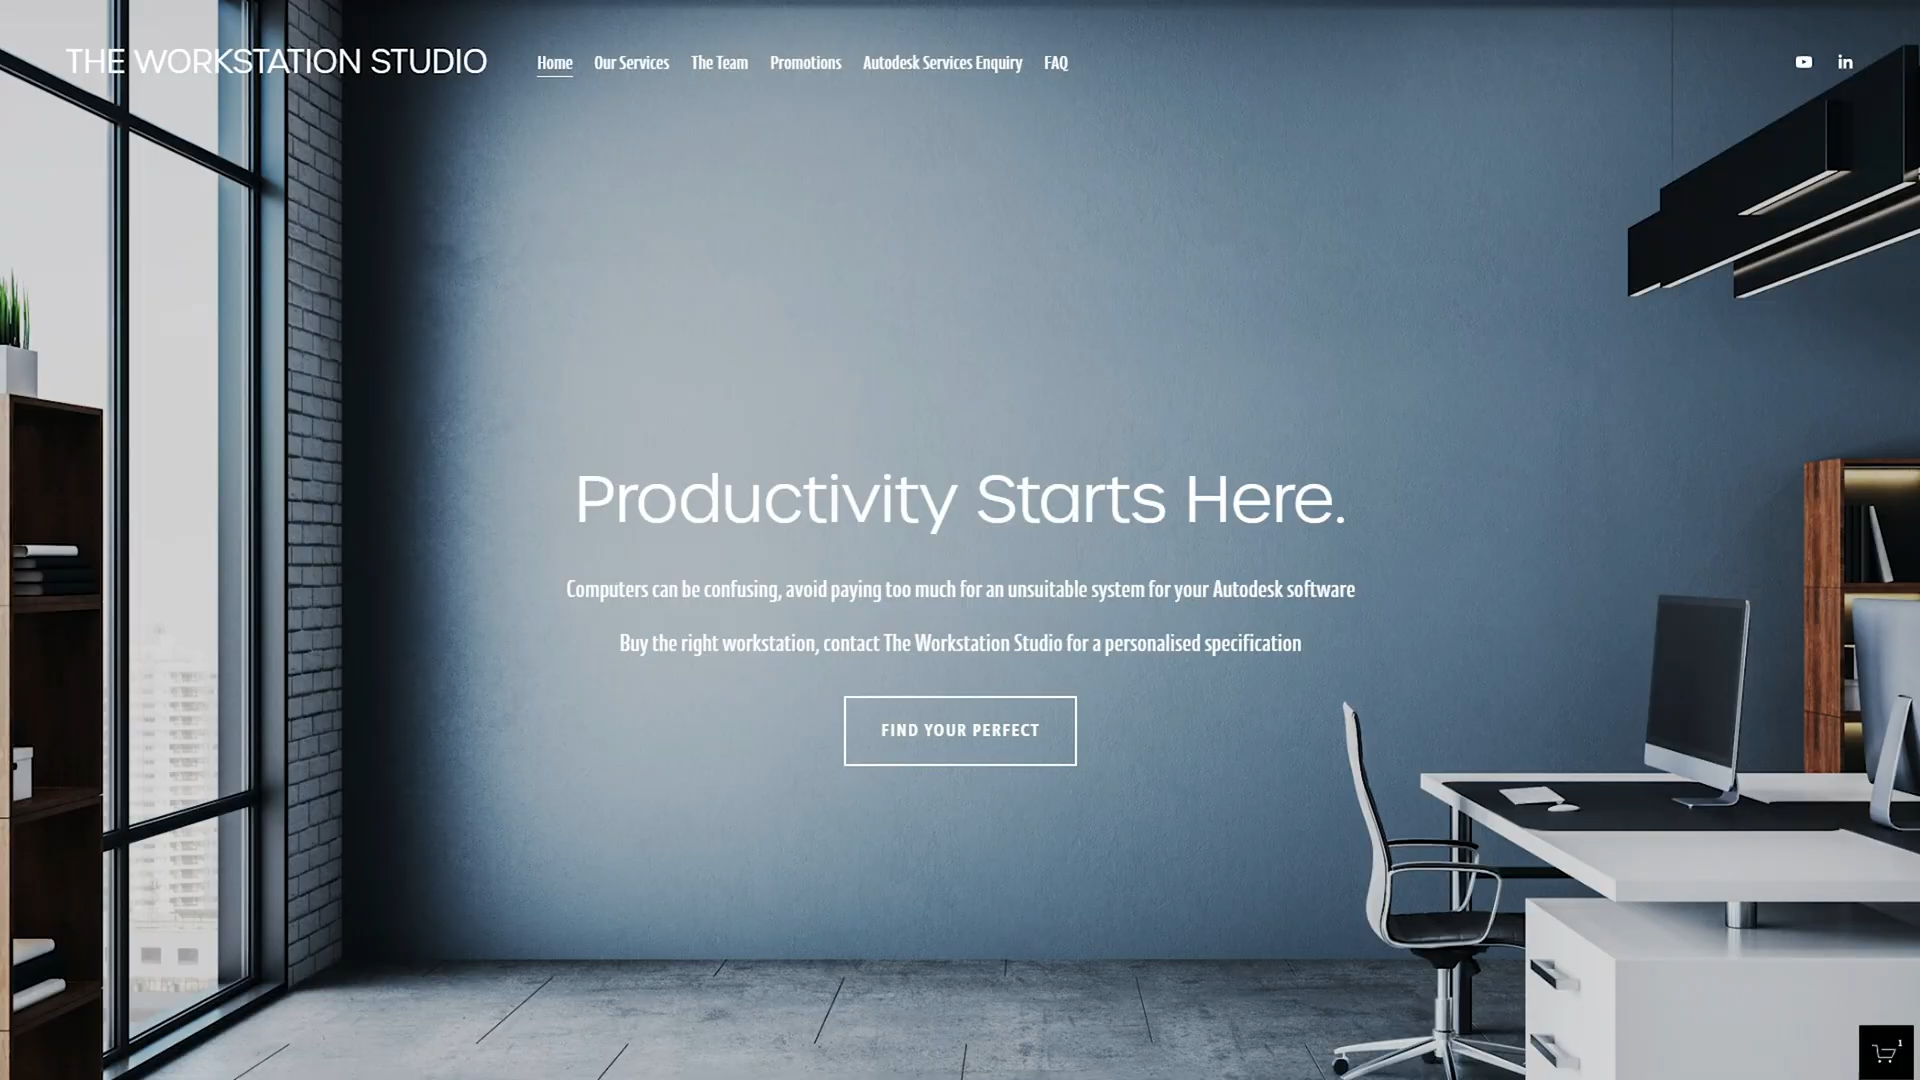 THE WORKSTATION STUDIO
Home Our Services The Team Promotions Autodesk Services Enquiry FAQ
Productivity Starts Here.
Computers can be confusing, avoid paying too much for an unsuitable system for your Autodesk software
Buy the right workstation, contact The Workstation Studio for a personalised specification
FIND YOUR PERFECT
1